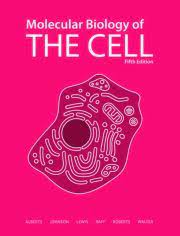 Molecular Biology of
THE CELL
Fifth Edition
ALBERTS JOHNSON LEWIS RAFF ROBERTS WALTER